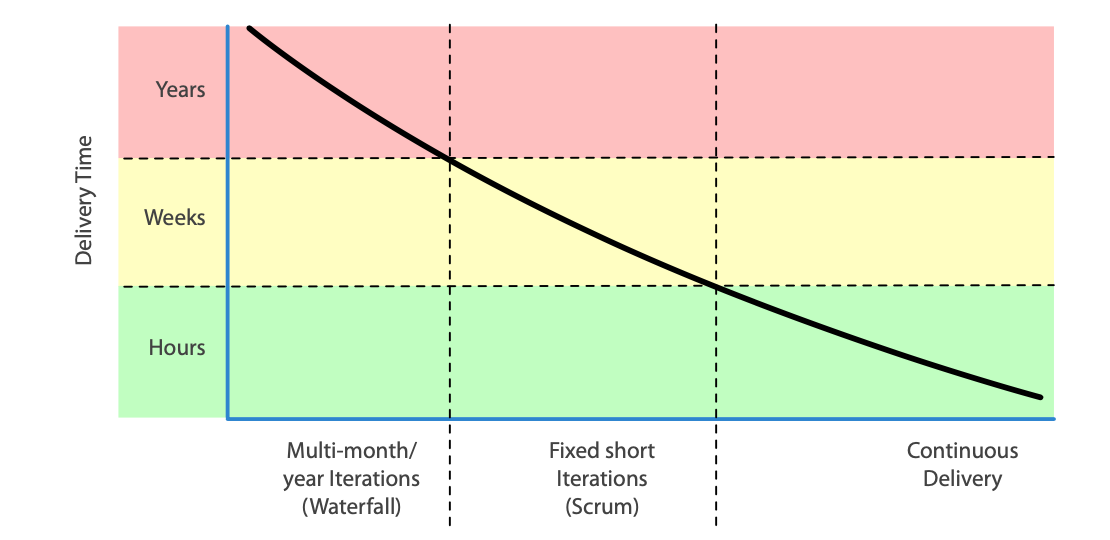 Delivery Time
Years
Weeks
Hours
Multi-month/
year Iterations
(Waterfall)
Fixed short
Iterations
(Scrum)
Continuous
Delivery